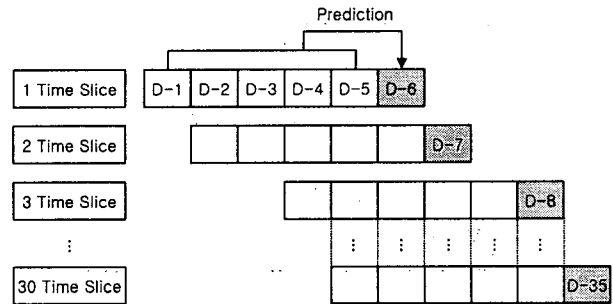 Prediction
1 Time Slice D-1 D-2 D-3 D-4 D-5 D-6
2 Time Slice D-7
3 Time Slice D-8
⋮ ⋮ ⋮ ⋮ ⋮ ⋮
30 Time Slice D-35